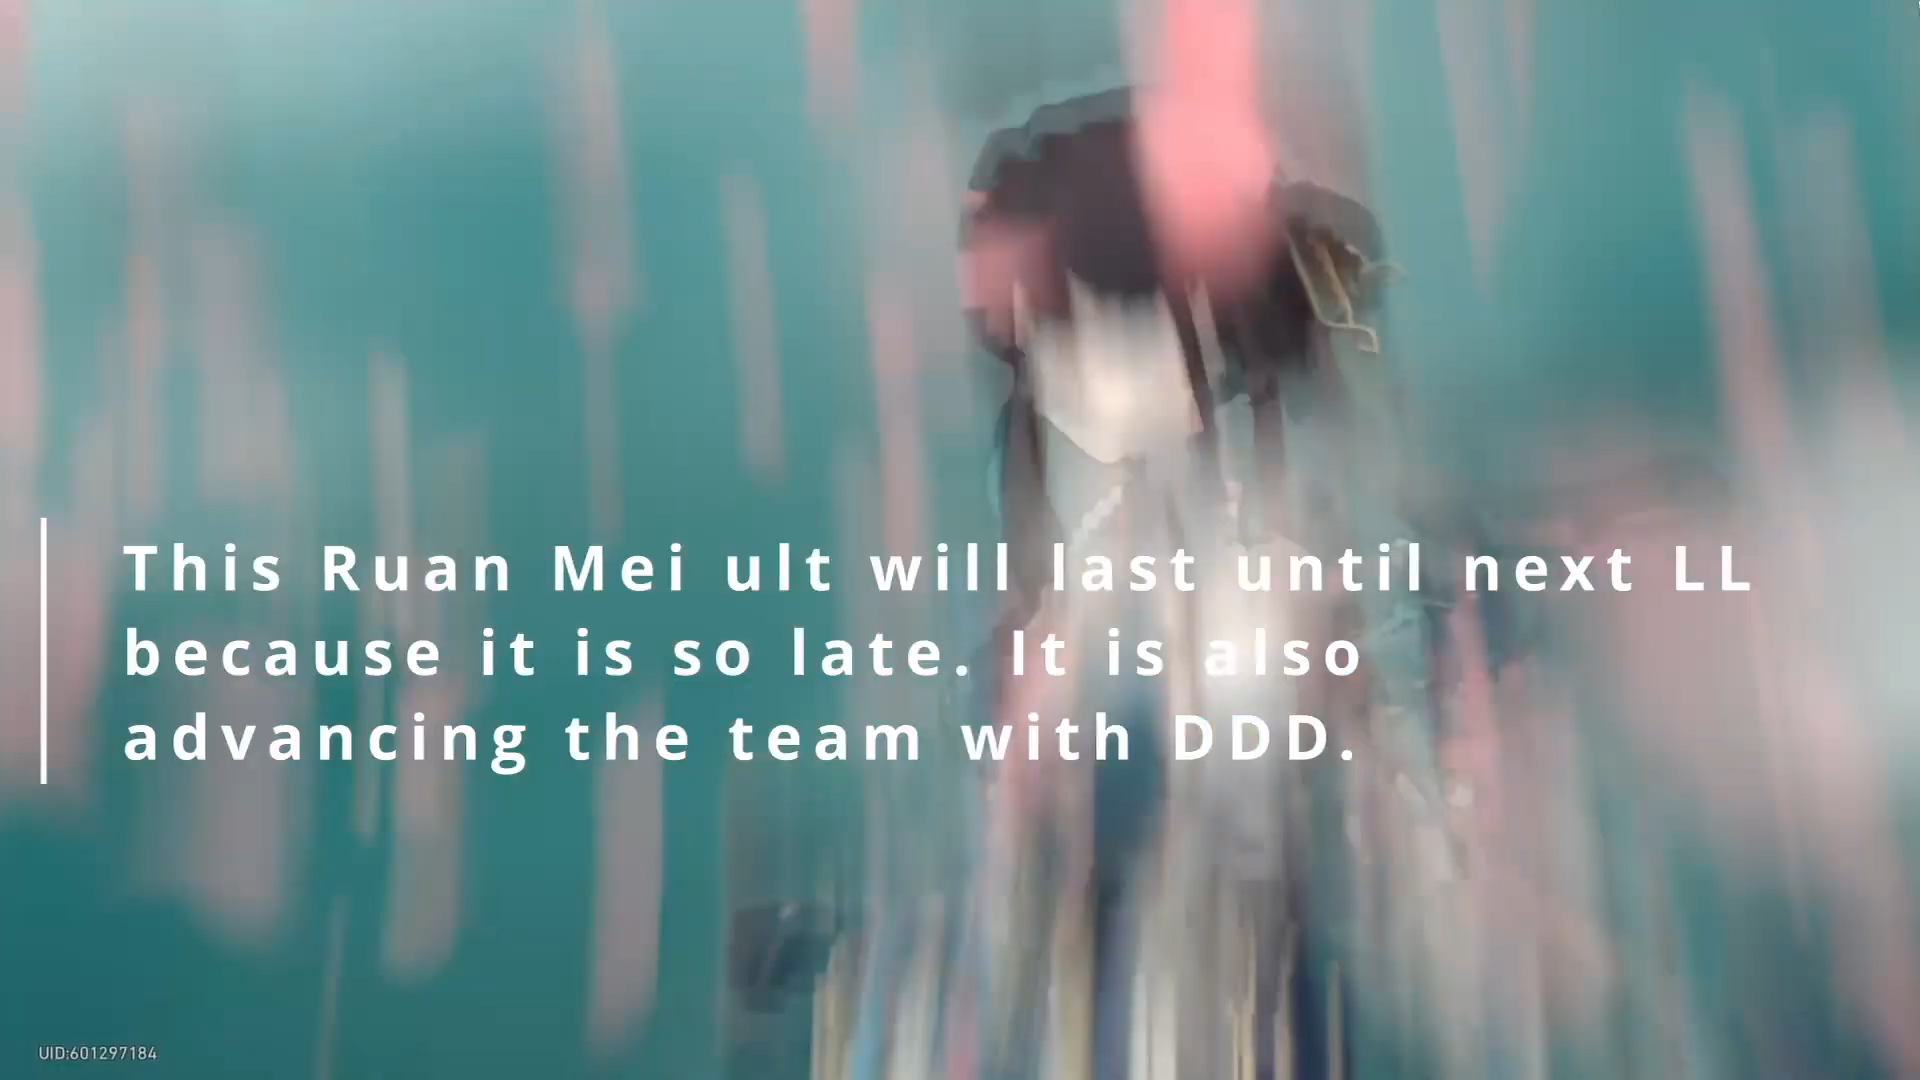 This Ruan Mei ult will last until next LL
because it is so late. It is also
advancing the team with DDD.
UID:601297184